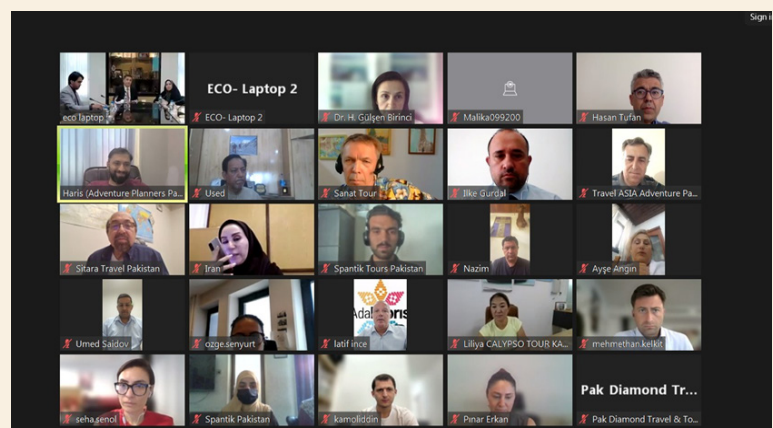 Sign i
eco laptop
ECO- Laptop 2
ECO- Laptop 2
Dr. H. Gülşen Birinci
Malika099200
Hasan Tufan
Haris (Adventure Planners Pa...
Used
Sanat Tour
Ilke Gurdal
Travel ASIA Adventure Pa...
Sitara Travel Pakistan
Iran
Spantik Tours Pakistan
Nazim
Ayşe Angın
Umed Saidov
ozge.senyurt
latif ince
Liliya CALYPSO TOUR KA...
mehmethan.kelkit
seha.senol
Spantik Pakistan
kamoliddin
Pınar Erkan
Pak Diamond Tr...
Pak Diamond Travel & To...